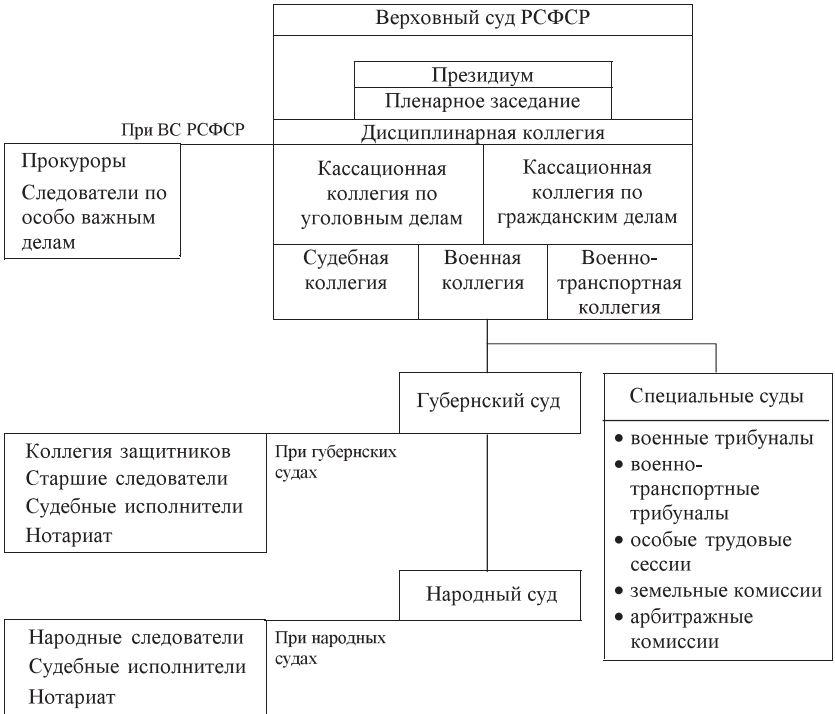 Верховный суд РСФСР
Президиум
Пленарное заседание
При ВС РСФСР
Дисциплинарная коллегия
Прокуроры
Следователи по
особо важным
делам
Кассационная
коллегия по
уголовным делам
Кассационная
коллегия по
гражданским делам
Судебная
коллегия
Военная
коллегия
Военно-
транспортная
коллегия
Губернский суд
Специальные суды
• военные трибуналы
• военно-
транспортные
трибуналы
• особые трудовые
сессии
• земельные комиссии
• арбитражные
комиссии
Коллегия защитников
Старшие следователи
Судебные исполнители
Нотариат
При губернских
судах
Народный суд
Народные следователи
Судебные исполнители
Нотариат
При народных
судах